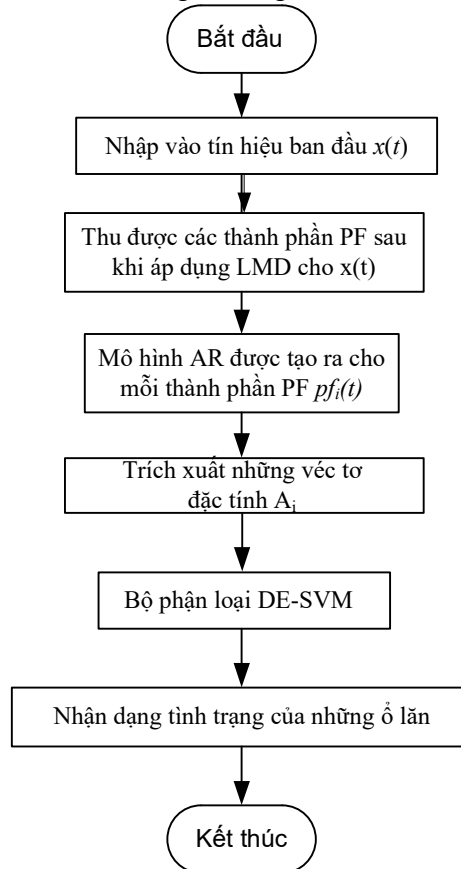 Bắt đầu
Nhập vào tín hiệu ban đầu x(t)
Thu được các thành phần PF sau
khi áp dụng LMD cho x(t)
Mô hình AR được tạo ra cho
mỗi thành phần PF pfi(t)
Trích xuất những véc tơ
đặc tính Ai
Bộ phận loại DE-SVM
Nhận dạng tình trạng của những ổ lăn
Kết thúc